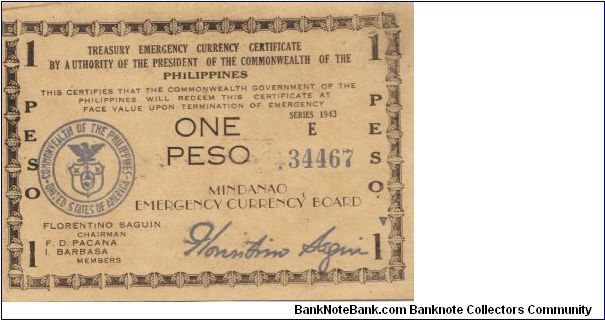 1 1
TREASURY EMERGENCY CURRENCY CERTIFICATE
BY AUTHORITY OF THE PRESIDENT OF THE COMMONWEALTH OF THE
PHILIPPINES
THIS CERTIFIES THAT THE COMMONWEALTH GOVERNMENT OF THE
PHILIPPINES WILL REDEEM THIS CERTIFICATE AT
FACE VALUE UPON TERMINATION OF EMERGENCY
SERIES 1943
E
PESO
PESO
ONE
PESO
34467
COMMONWEALTH OF THE PHILIPPINES
UNITED STATES OF AMERICA
MINDANAO
EMERGENCY CURRENCY BOARD
FLORENTINO SAGUIN
CHAIRMAN
F. D. PACANA
I. BARBASA
MEMBERS
Florentino Saguin
1 1
BankNoteBank.com Banknote Collectors Community